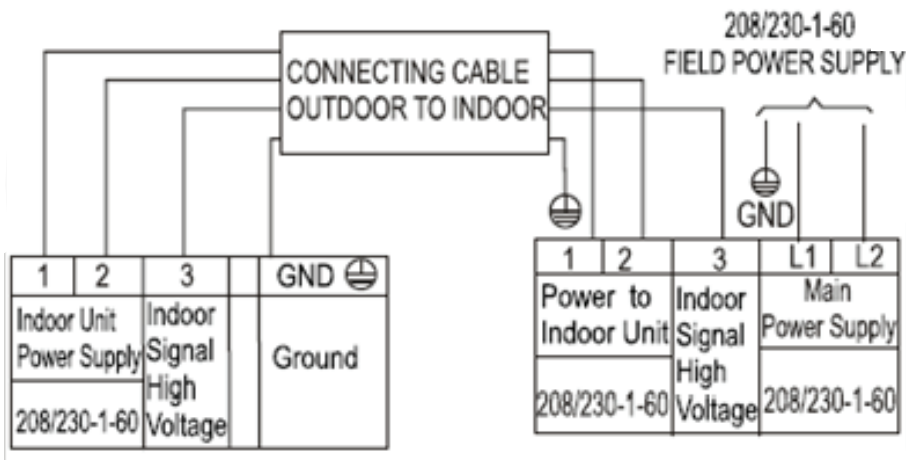 208/230-1-60
FIELD POWER SUPPLY
CONNECTING CABLE
OUTDOOR TO INDOOR
GND
1 2 3 GND
Indoor Unit
Power Supply
208/230-1-60
Indoor
Signal
High
Voltage
Ground
1 2 3 L1 L2
Power to
Indoor Unit
208/230-1-60
Indoor
Signal
High
Voltage
Main
Power Supply
208/230-1-60